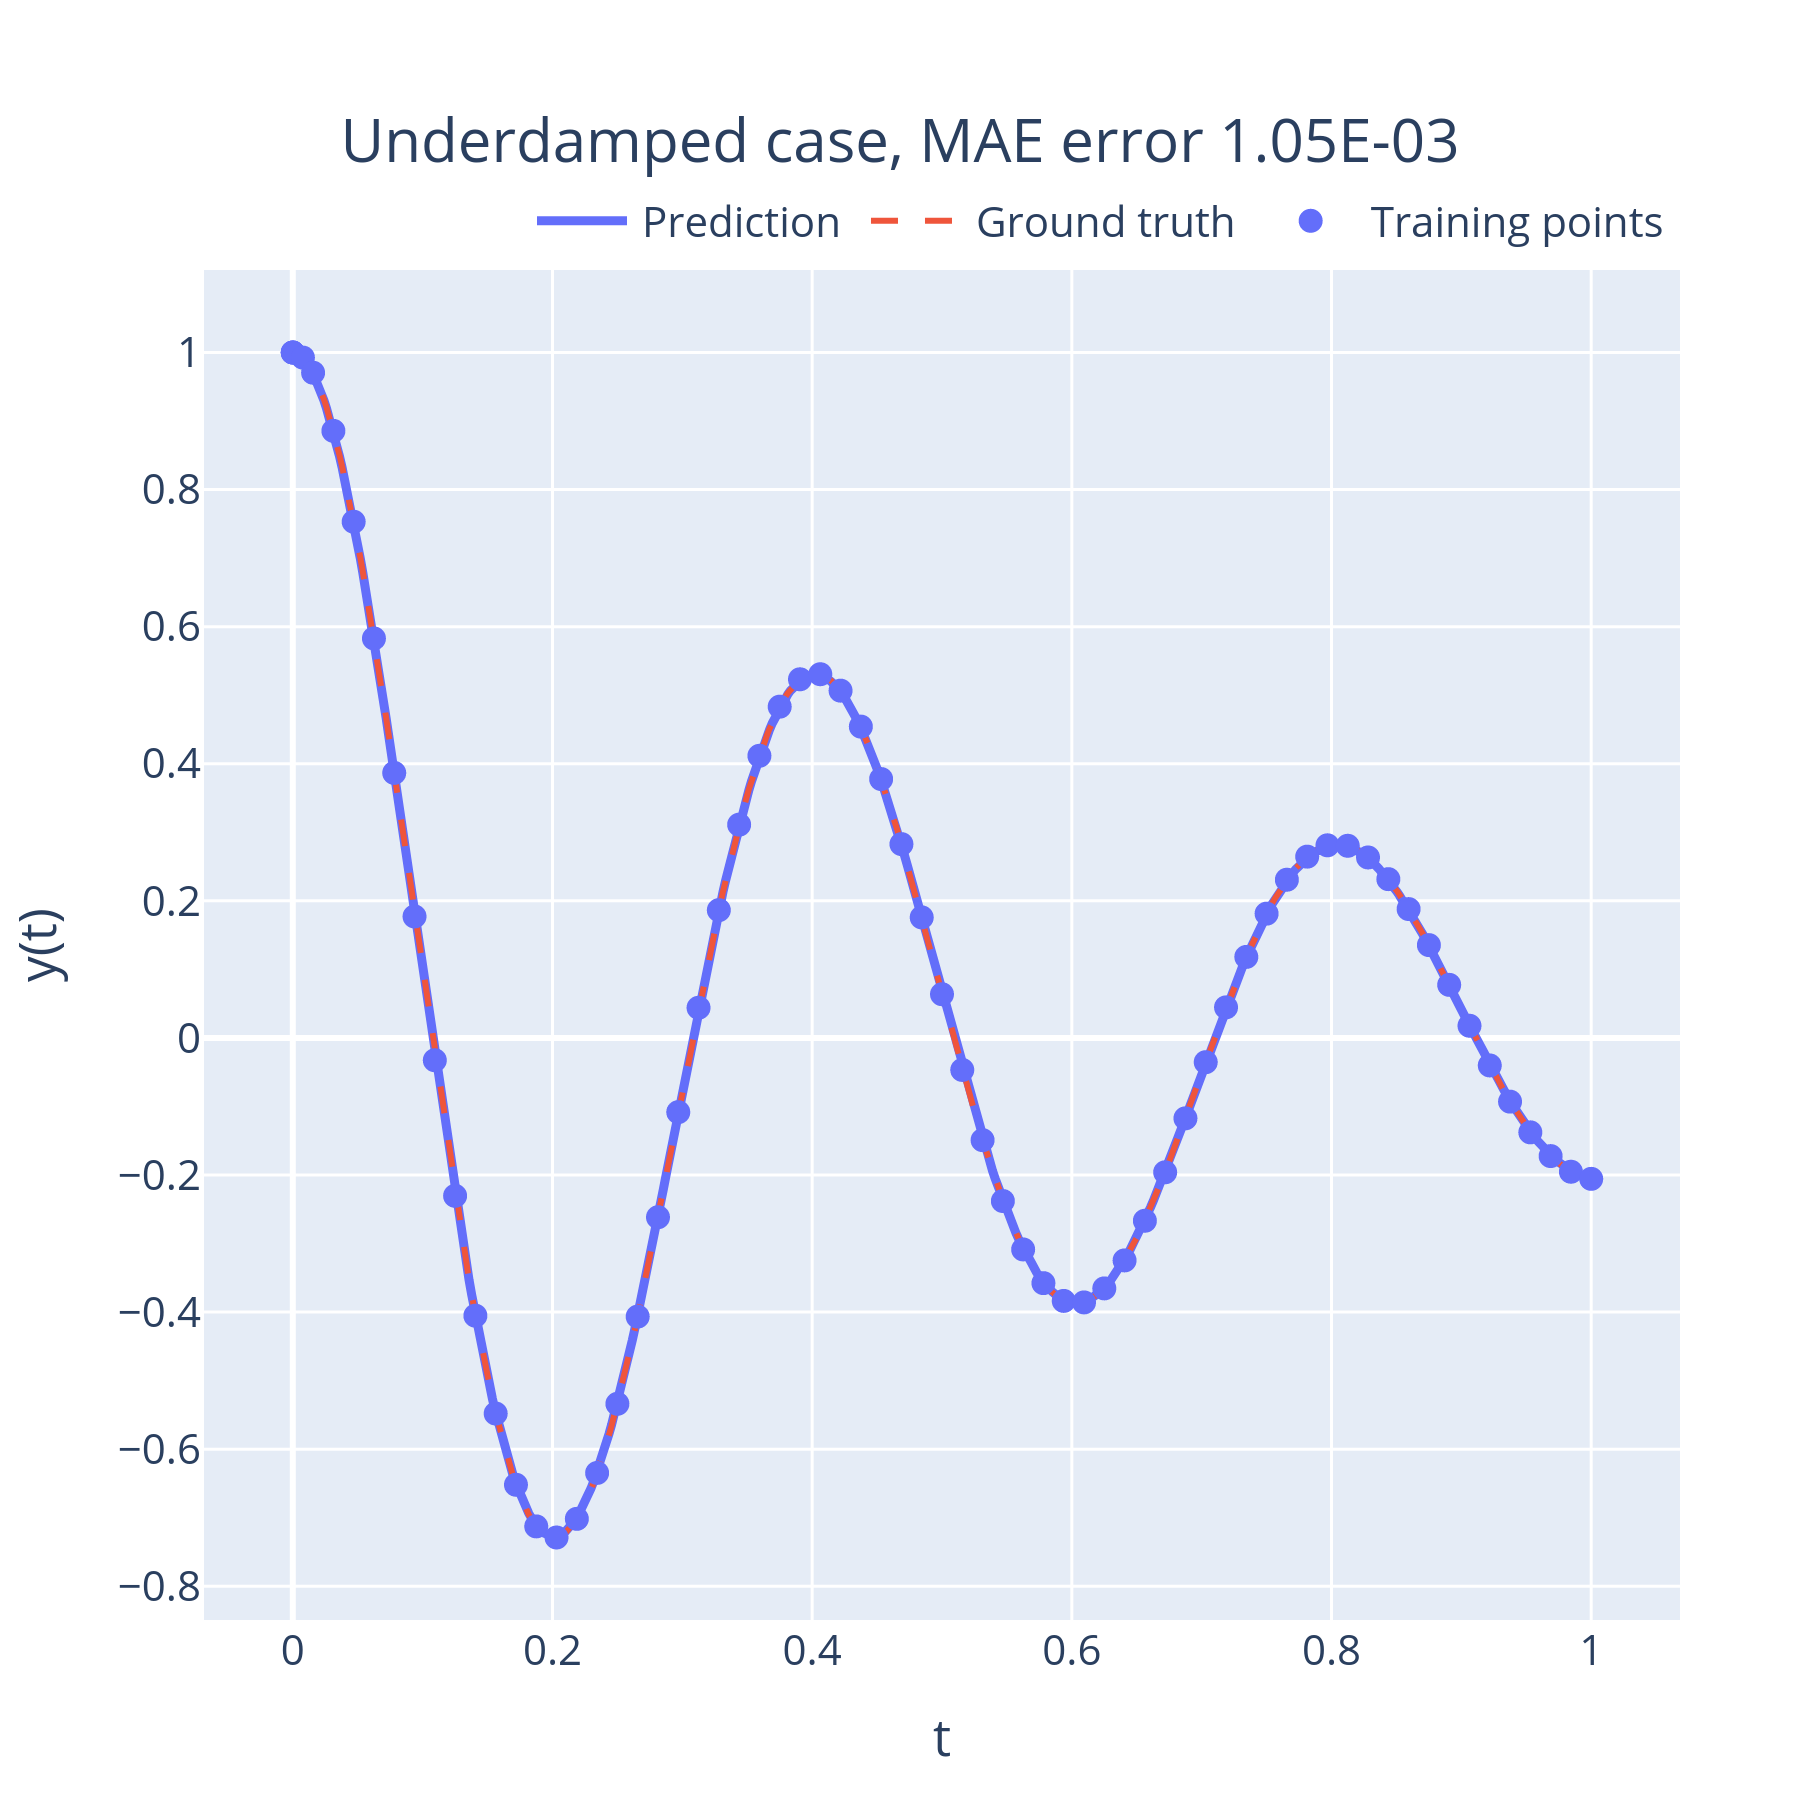 Underdamped case, MAE error 1.05E-03
Prediction Ground truth Training points
1
0.8
0.6
0.4
0.2
0
−0.2
−0.4
−0.6
−0.8
y(t)
0 0.2 0.4 0.6 0.8 1
t